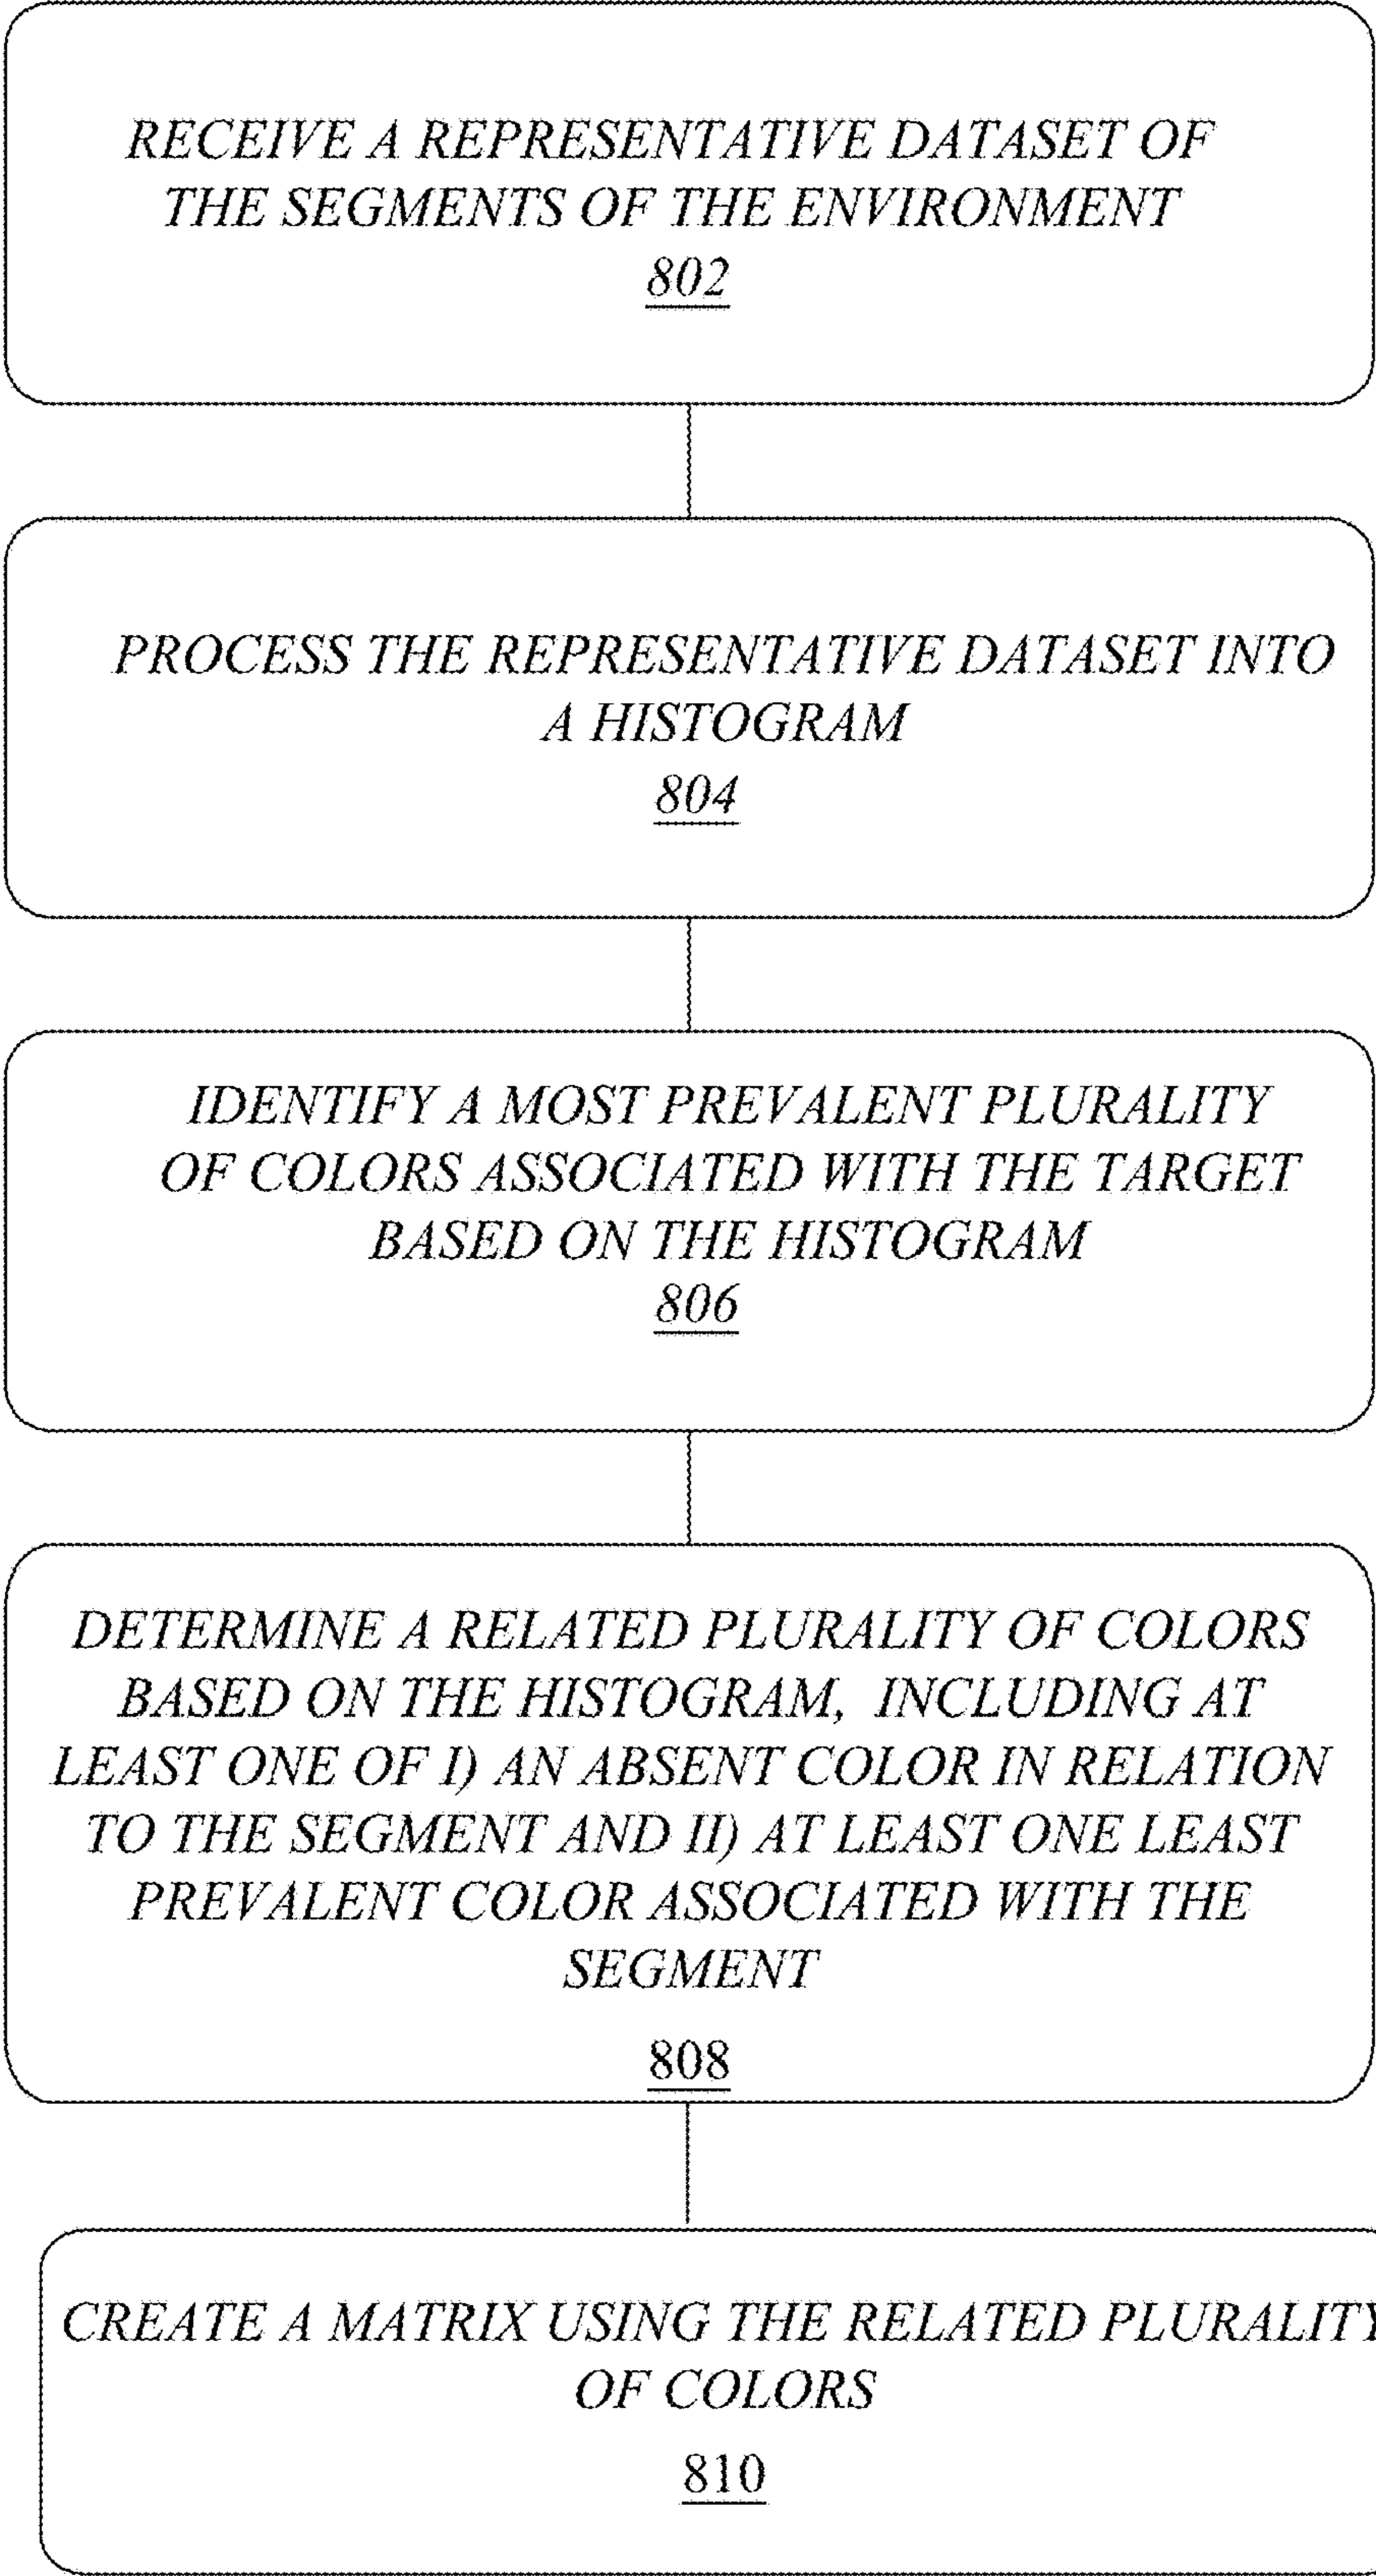 RECEIVE A REPRESENTATIVE DATASET OF
THE SEGMENTS OF THE ENVIRONMENT
802
PROCESS THE REPRESENTATIVE DATASET INTO
A HISTOGRAM
804
IDENTIFY A MOST PREVALENT PLURALITY
OF COLORS ASSOCIATED WITH THE TARGET
BASED ON THE HISTOGRAM
806
DETERMINE A RELATED PLURALITY OF COLORS
BASED ON THE HISTOGRAM, INCLUDING AT
LEAST ONE OF I) AN ABSENT COLOR IN RELATION
TO THE SEGMENT AND II) AT LEAST ONE LEAST
PREVALENT COLOR ASSOCIATED WITH THE
SEGMENT
808
CREATE A MATRIX USING THE RELATED PLURALITY
OF COLORS
810